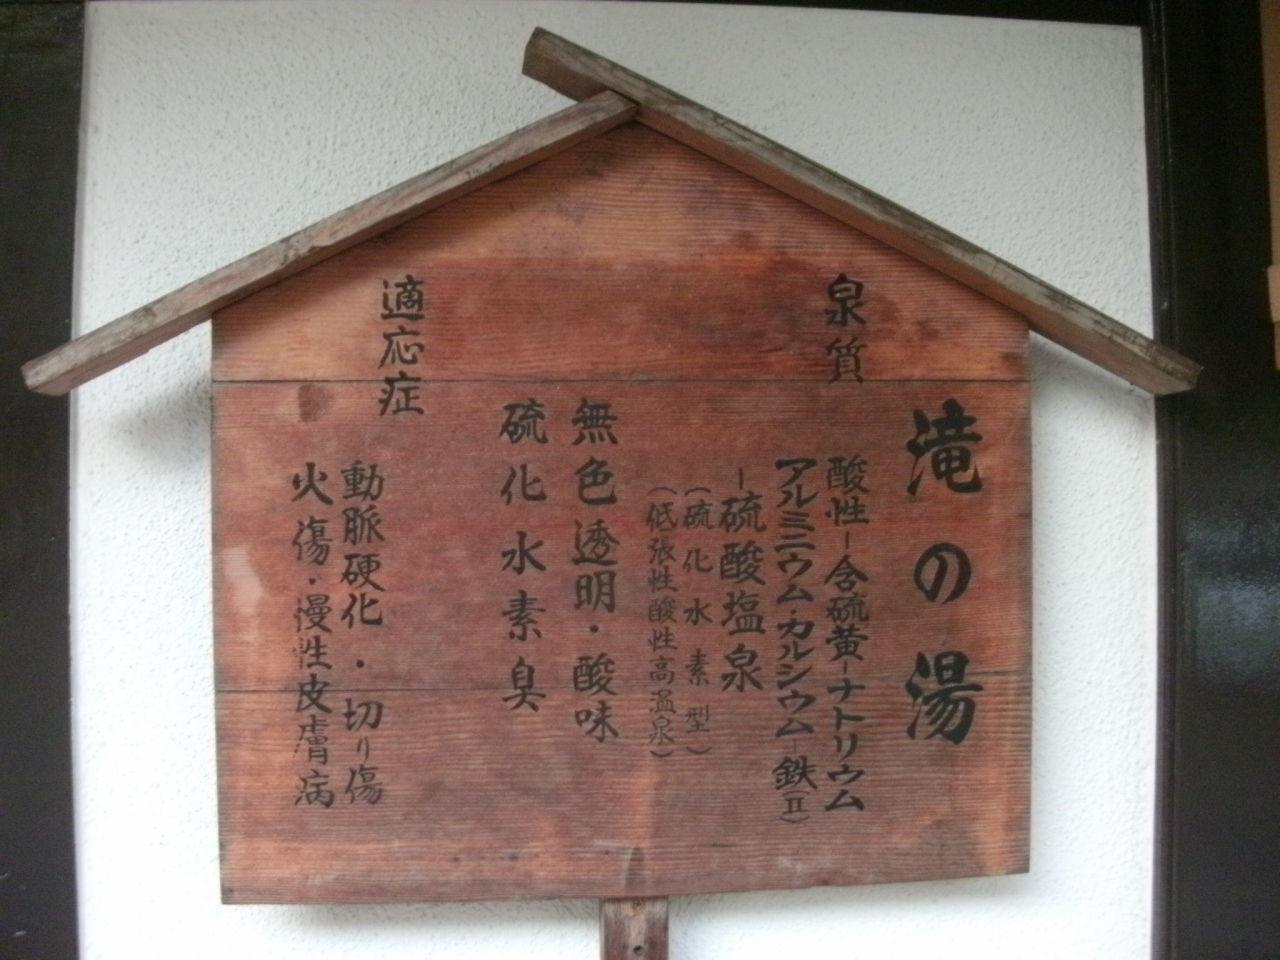 滝の湯
泉質
酸性-含硫黄-ナトリウム
アルミニウム・カルシウム-鉄(II)
-硫酸塩泉
(硫化水素型)
(低張性酸性高温泉)
無色透明・酸味
硫化水素臭
適応症
動脈硬化・切り傷
火傷・慢性皮膚病